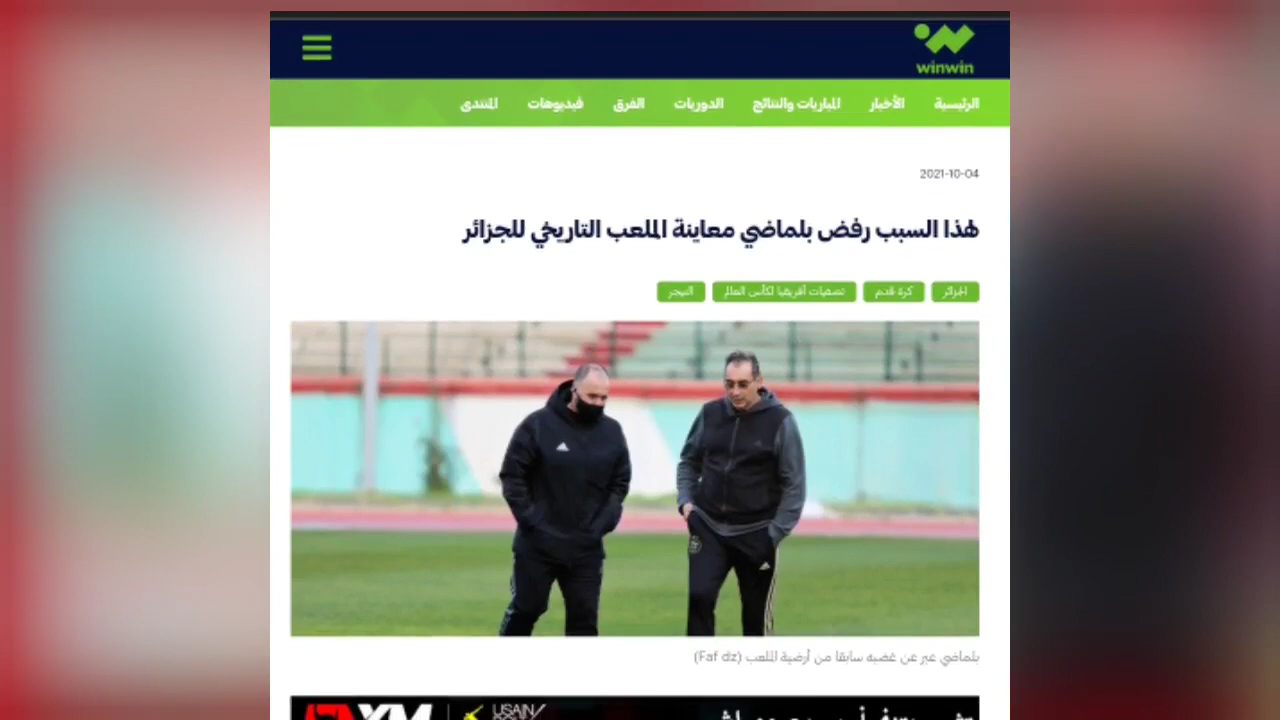 winwin
الرئيسية الأخبار المباريات والنتائج الدوريات الفرق فيديوهات المنتدى
2021-10-04
لهذا السبب رفض بلماضي معاينة الملعب التاريخي للجزائر
الجزائر كرة قدم تصفيات أفريقيا لكأس العالم النيجر
بلماضي عبر عن غضبه سابقا من أرضية الملعب (Faf dz)
XM USAIN